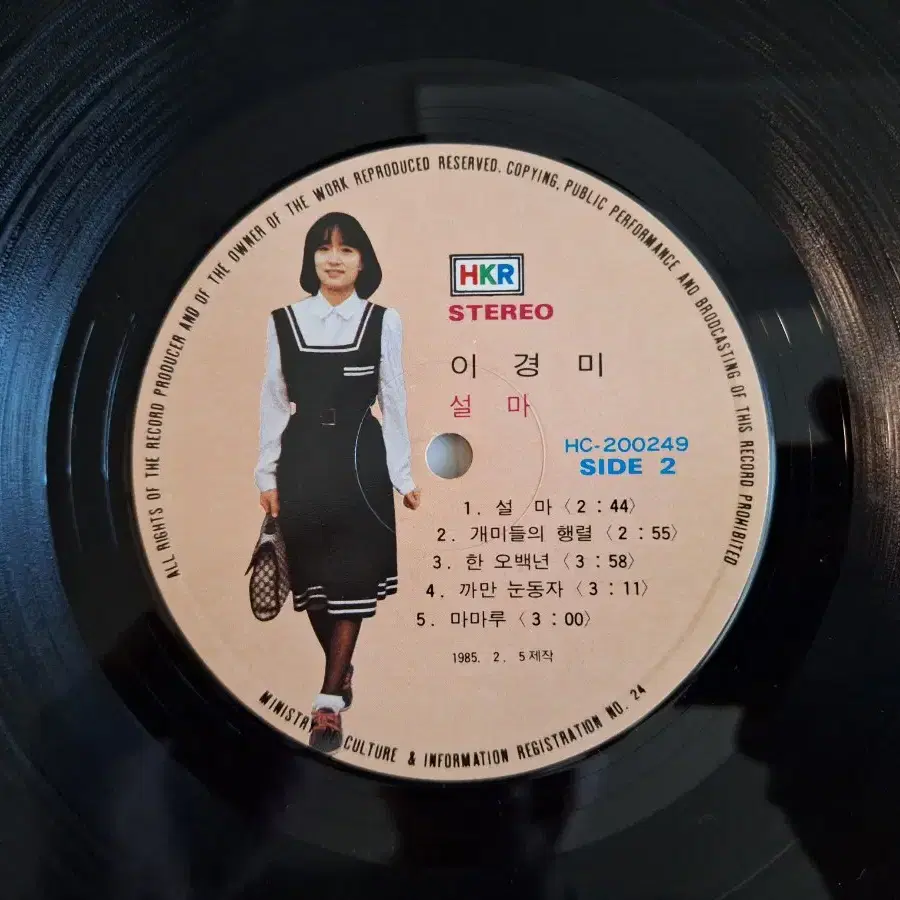 ALL RIGHTS OF THE RECORD PRODUCER AND OF THE OWNER OF THE WORK REPRODUCED RESERVED. COPYING, PUBLIC PERFORMANCE AND BRODCASTING OF THIS RECORD PROHIBITED
HKR
STEREO
이 경 미
설 마
HC-200249
SIDE 2
1. 설 마 〈2 : 44〉
2. 개미들의 행렬 〈2 : 55〉
3. 한 오백년 〈3 : 58〉
4. 까만 눈동자 〈3 : 11〉
5. 마마루 〈3 : 00〉
1985. 2. 5 제작
MINISTRY CULTURE & INFORMATION REGISTRATION NO. 24